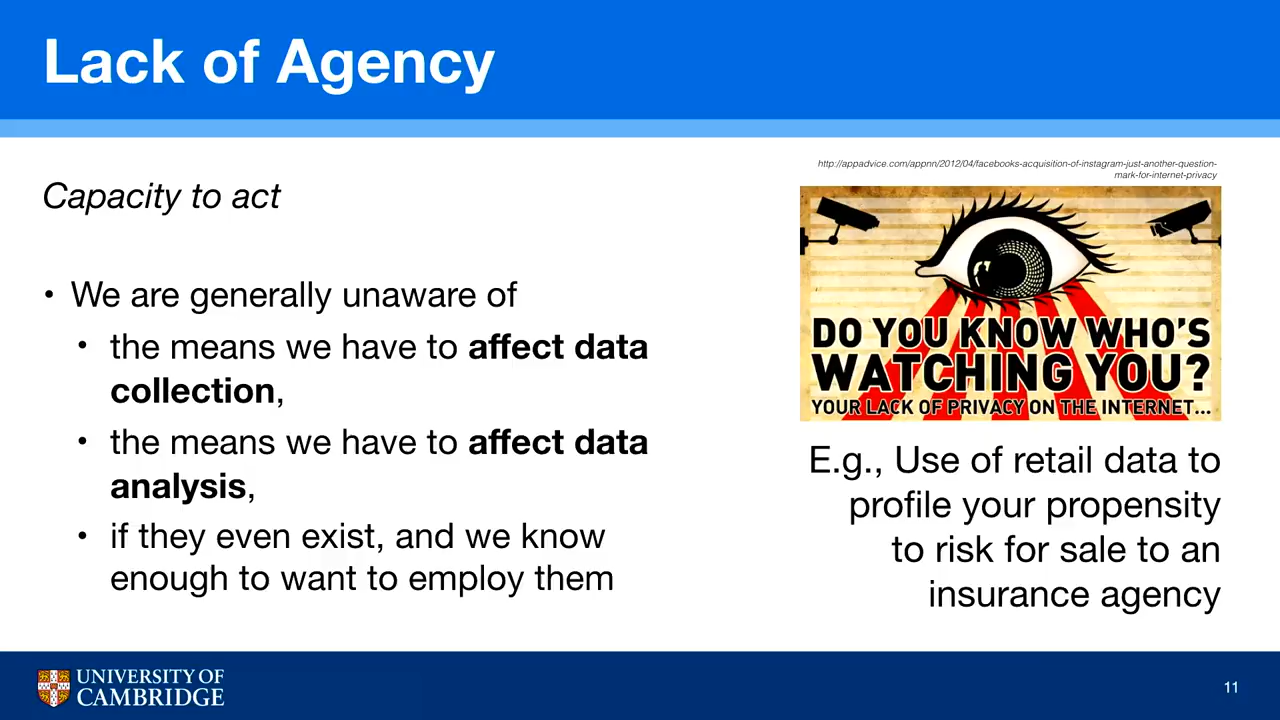 Lack of Agency
Capacity to act
• We are generally unaware of
• the means we have to affect data
collection,
• the means we have to affect data
analysis,
• if they even exist, and we know
enough to want to employ them
http://appadvice.com/appnn/2012/04/facebooks-acquisition-of-instagram-just-another-question-
mark-for-internet-privacy
DO YOU KNOW WHO'S
WATCHING YOU?
YOUR LACK OF PRIVACY ON THE INTERNET...
E.g., Use of retail data to
profile your propensity
to risk for sale to an
insurance agency
UNIVERSITY OF
CAMBRIDGE
11